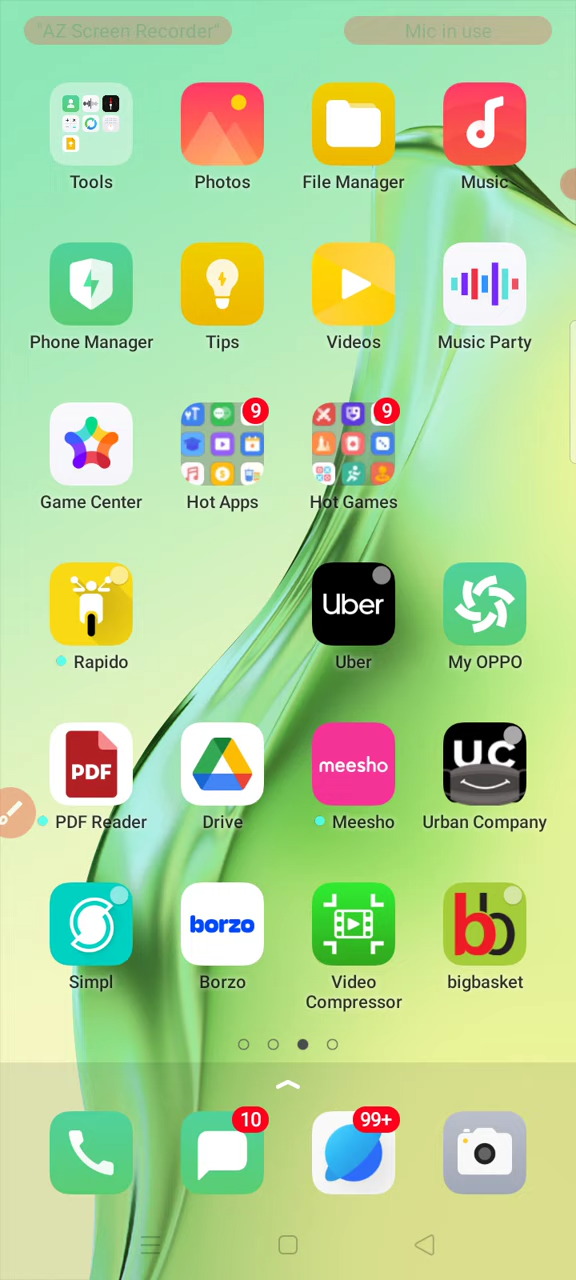 "AZ Screen Recorder" Mic in use
Tools Photos File Manager Music
Phone Manager Tips Videos Music Party
9 9
Game Center Hot Apps Hot Games
Uber
Rapido Uber My OPPO
PDF meesho UC
PDF Reader Drive Meesho Urban Company
borzo bb
Simpl Borzo Video Compressor bigbasket
10 99+